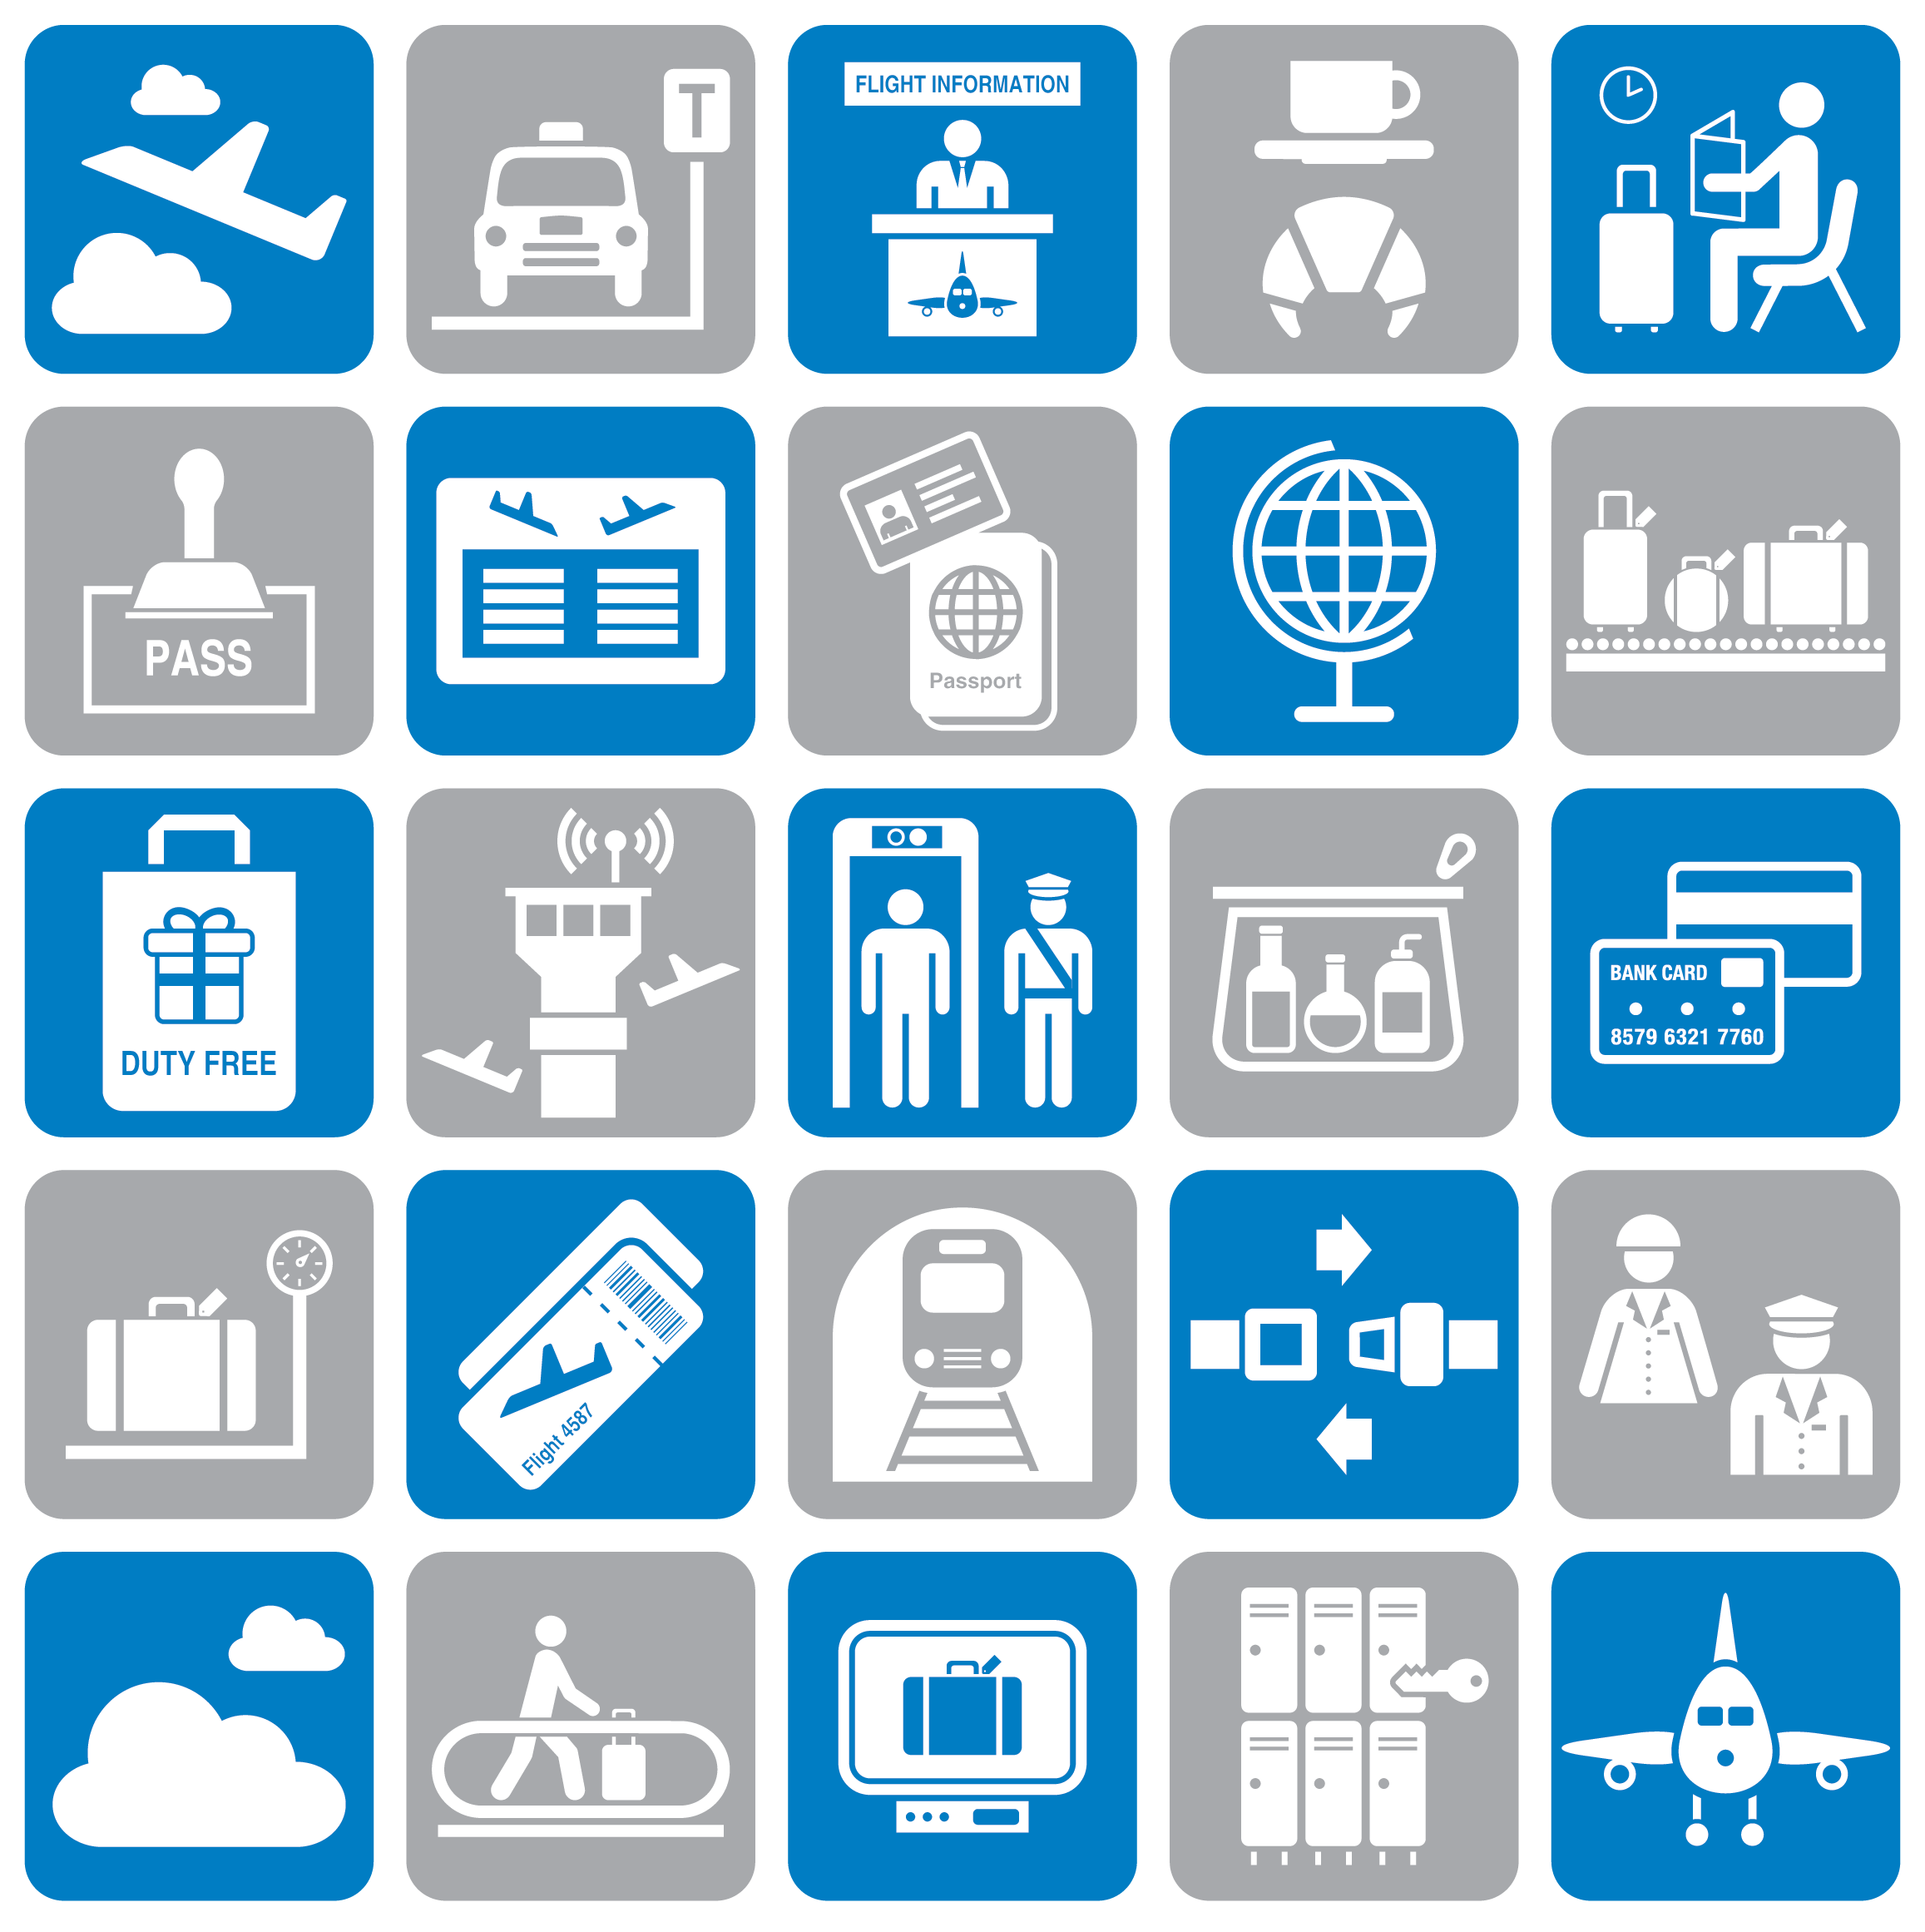 T
FLIGHT INFORMATION
PASS
Passport
DUTY FREE
BANK CARD
8579 6321 7760
Flight 4587